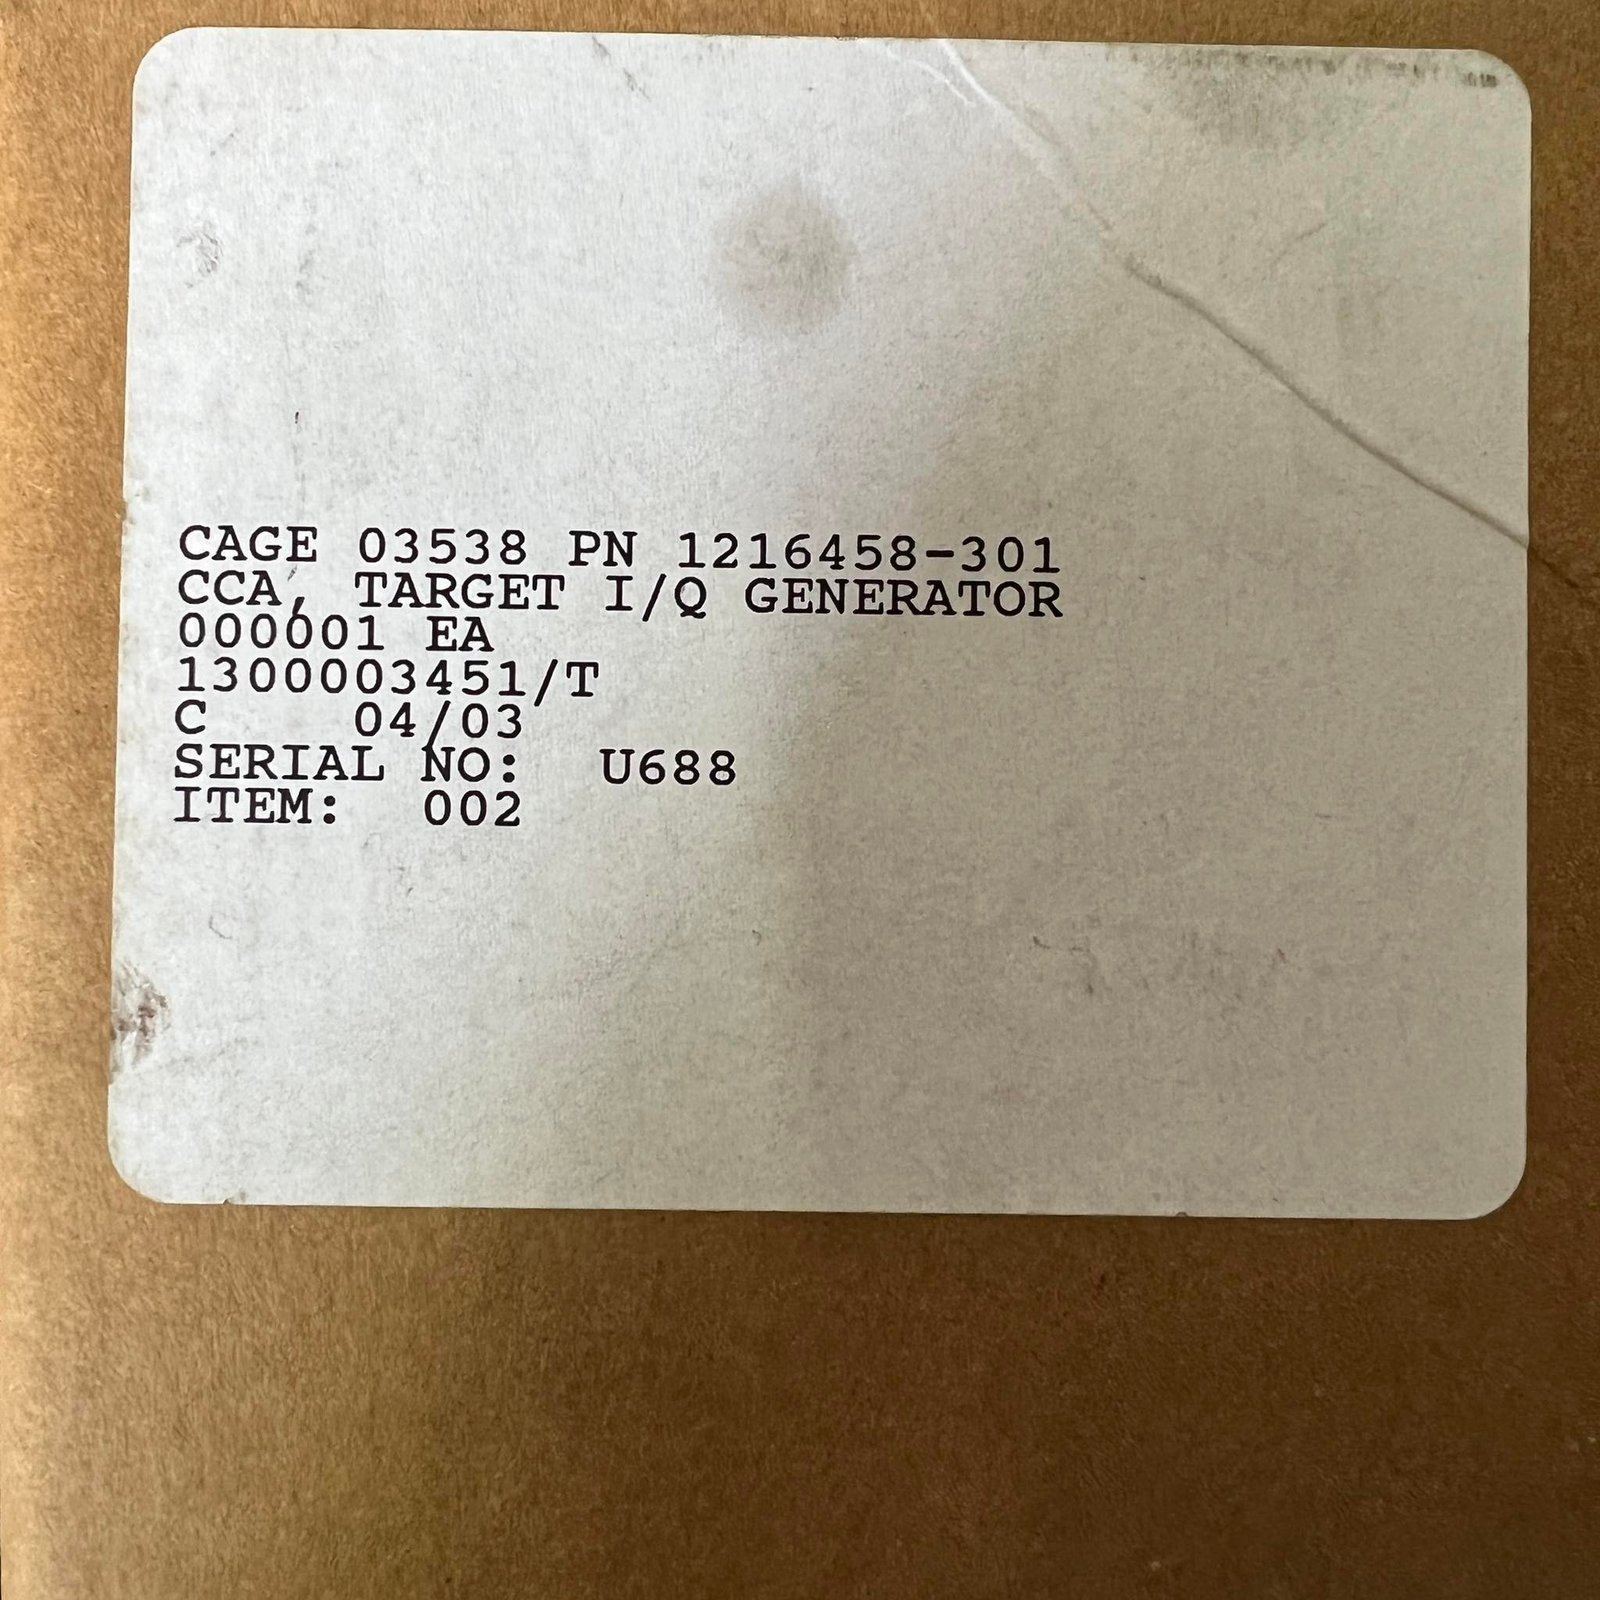 CAGE 03538 PN 1216458-301
CCA, TARGET I/Q GENERATOR
000001 EA
1300003451/T
C 04/03
SERIAL NO: U688
ITEM: 002